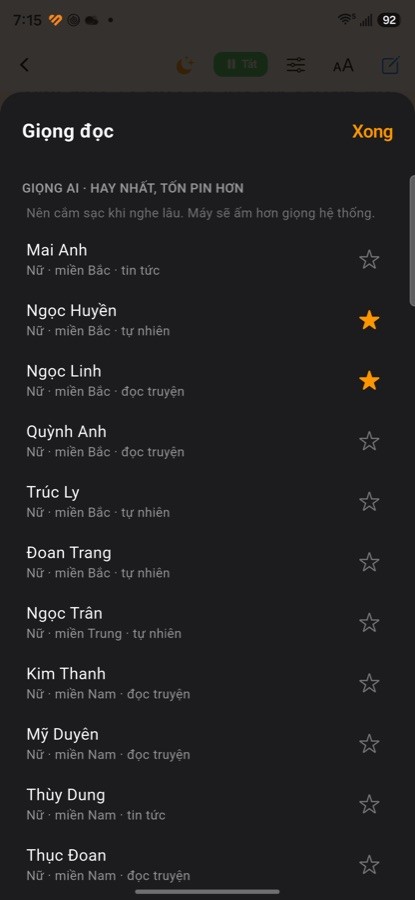 7:15
92
Tắt
AA
Giọng đọc
Xong
GIỌNG AI · HAY NHẤT, TỐN PIN HƠN
Nên cắm sạc khi nghe lâu. Máy sẽ ấm hơn giọng hệ thống.
Mai Anh
Nữ · miền Bắc · tin tức
Ngọc Huyền
Nữ · miền Bắc · tự nhiên
Ngọc Linh
Nữ · miền Bắc · đọc truyện
Quỳnh Anh
Nữ · miền Bắc · đọc truyện
Trúc Ly
Nữ · miền Bắc · tự nhiên
Đoan Trang
Nữ · miền Bắc · tự nhiên
Ngọc Trân
Nữ · miền Trung · tự nhiên
Kim Thanh
Nữ · miền Nam · đọc truyện
Mỹ Duyên
Nữ · miền Nam · đọc truyện
Thùy Dung
Nữ · miền Nam · tin tức
Thục Đoan
Nữ · miền Nam · đọc truyện